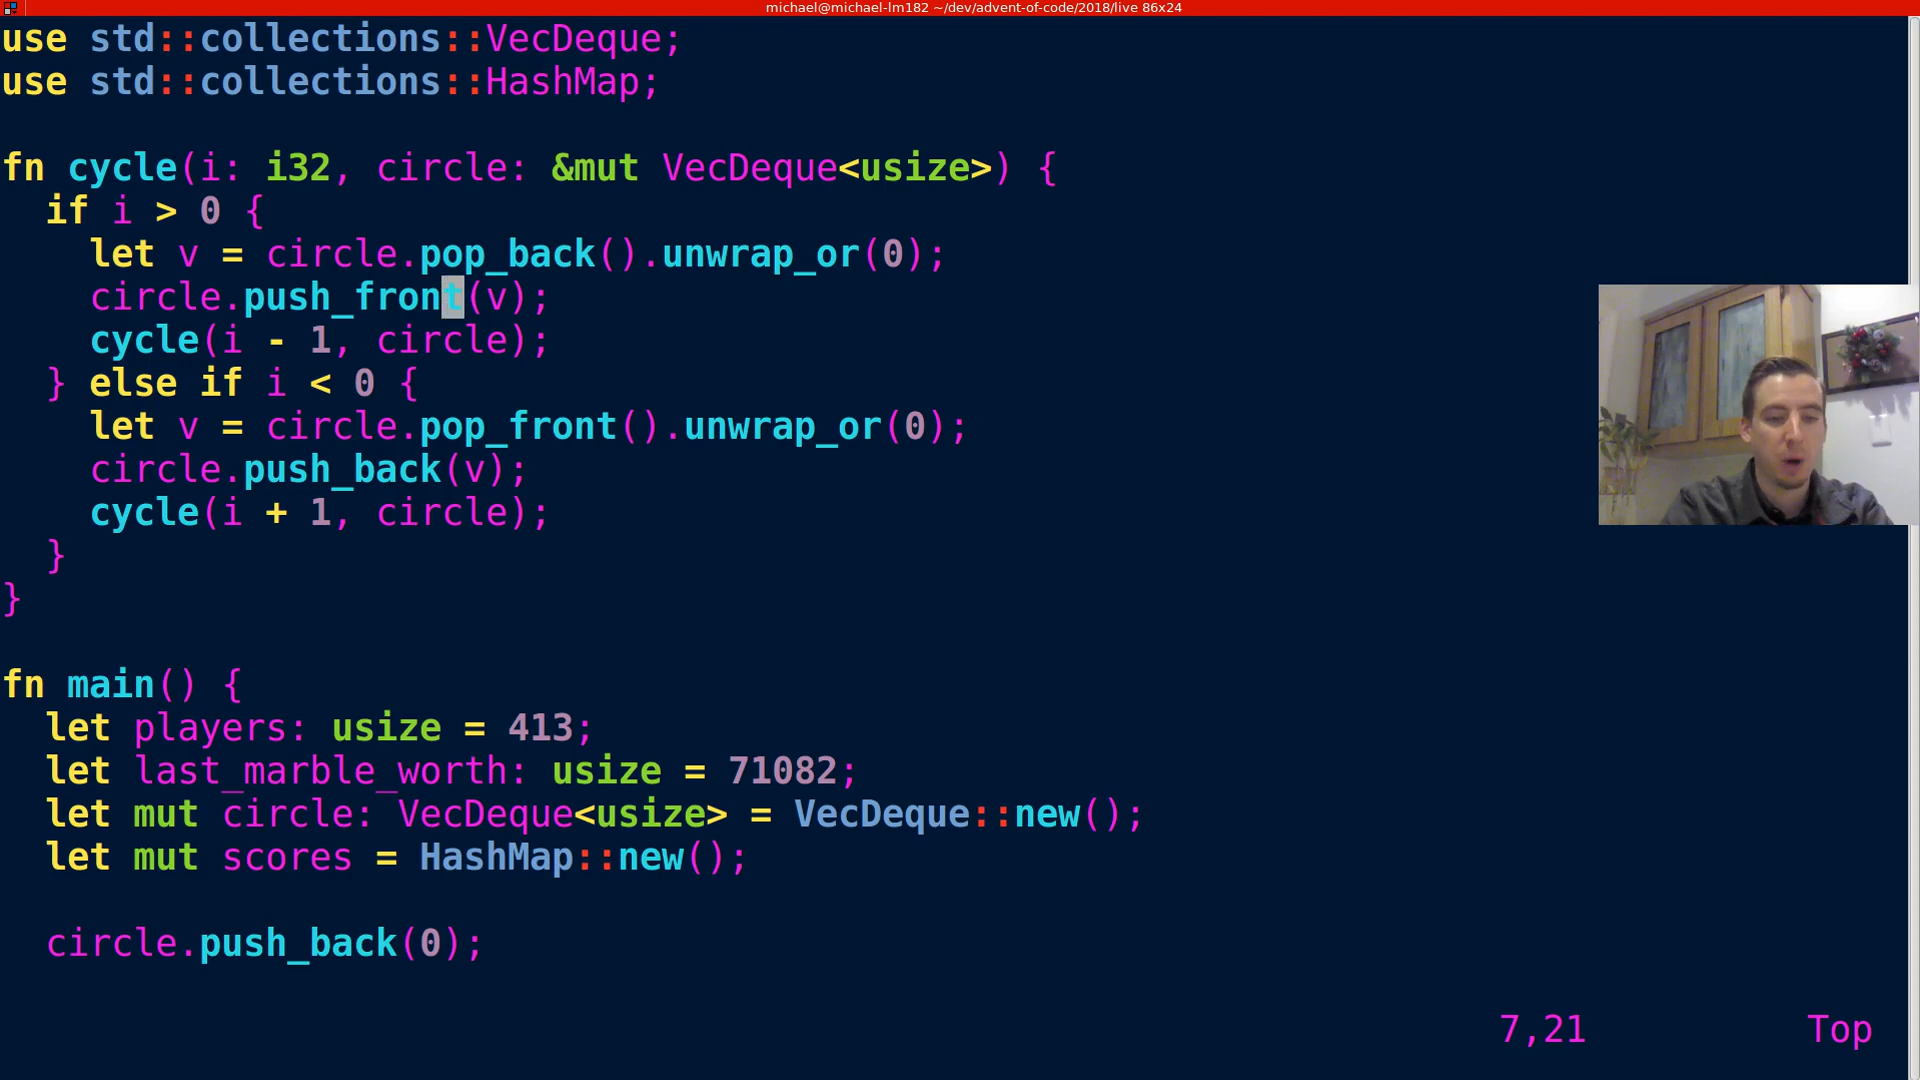 michael@michael-lm182 ~/dev/advent-of-code/2018/live 86x24
use std::collections::VecDeque;
use std::collections::HashMap;
fn cycle(i: i32, circle: &mut VecDeque<usize>) {
  if i > 0 {
    let v = circle.pop_back().unwrap_or(0);
    circle.push_front(v);
    cycle(i - 1, circle);
  } else if i < 0 {
    let v = circle.pop_front().unwrap_or(0);
    circle.push_back(v);
    cycle(i + 1, circle);
  }
}
fn main() {
  let players: usize = 413;
  let last_marble_worth: usize = 71082;
  let mut circle: VecDeque<usize> = VecDeque::new();
  let mut scores = HashMap::new();
  circle.push_back(0);
7,21 Top